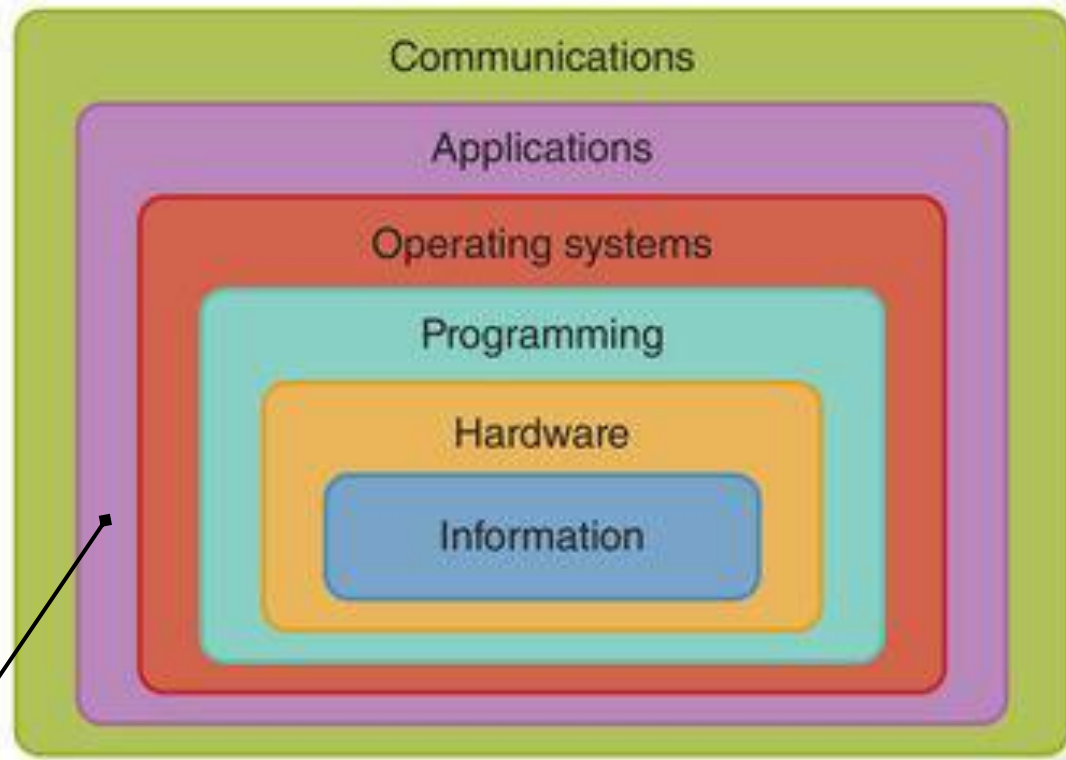 Communications
Applications
Operating systems
Programming
Hardware
Information